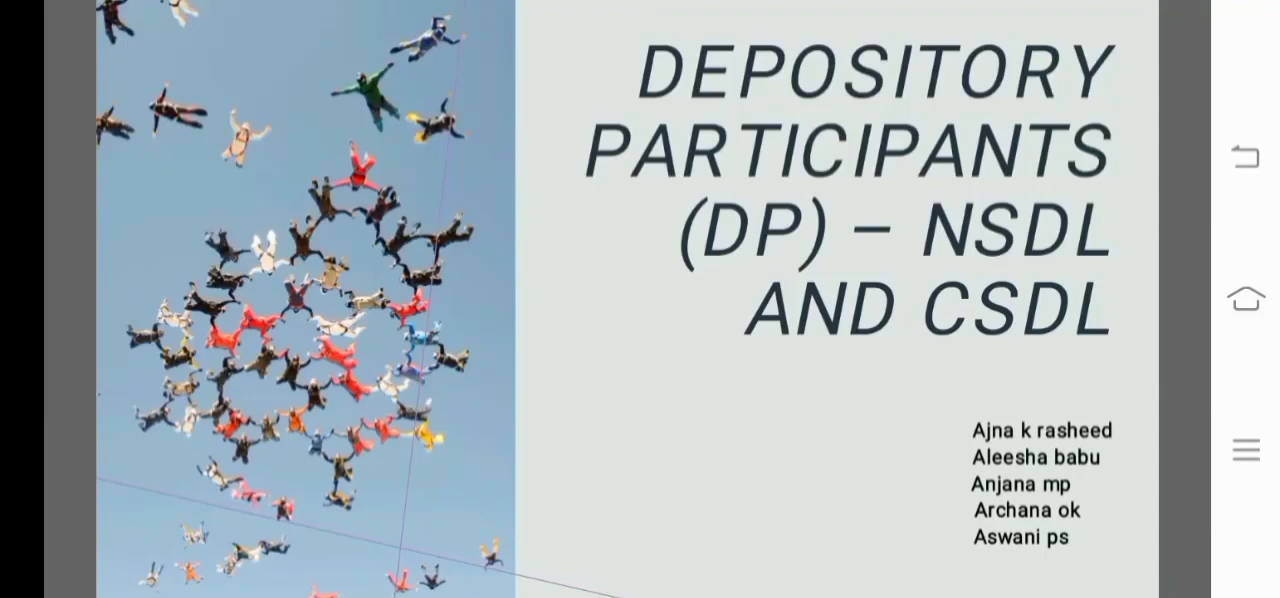 DEPOSITORY
PARTICIPANTS
(DP) – NSDL
AND CSDL
Ajna k rasheed
Aleesha babu
Anjana mp
Archana ok
Aswani ps